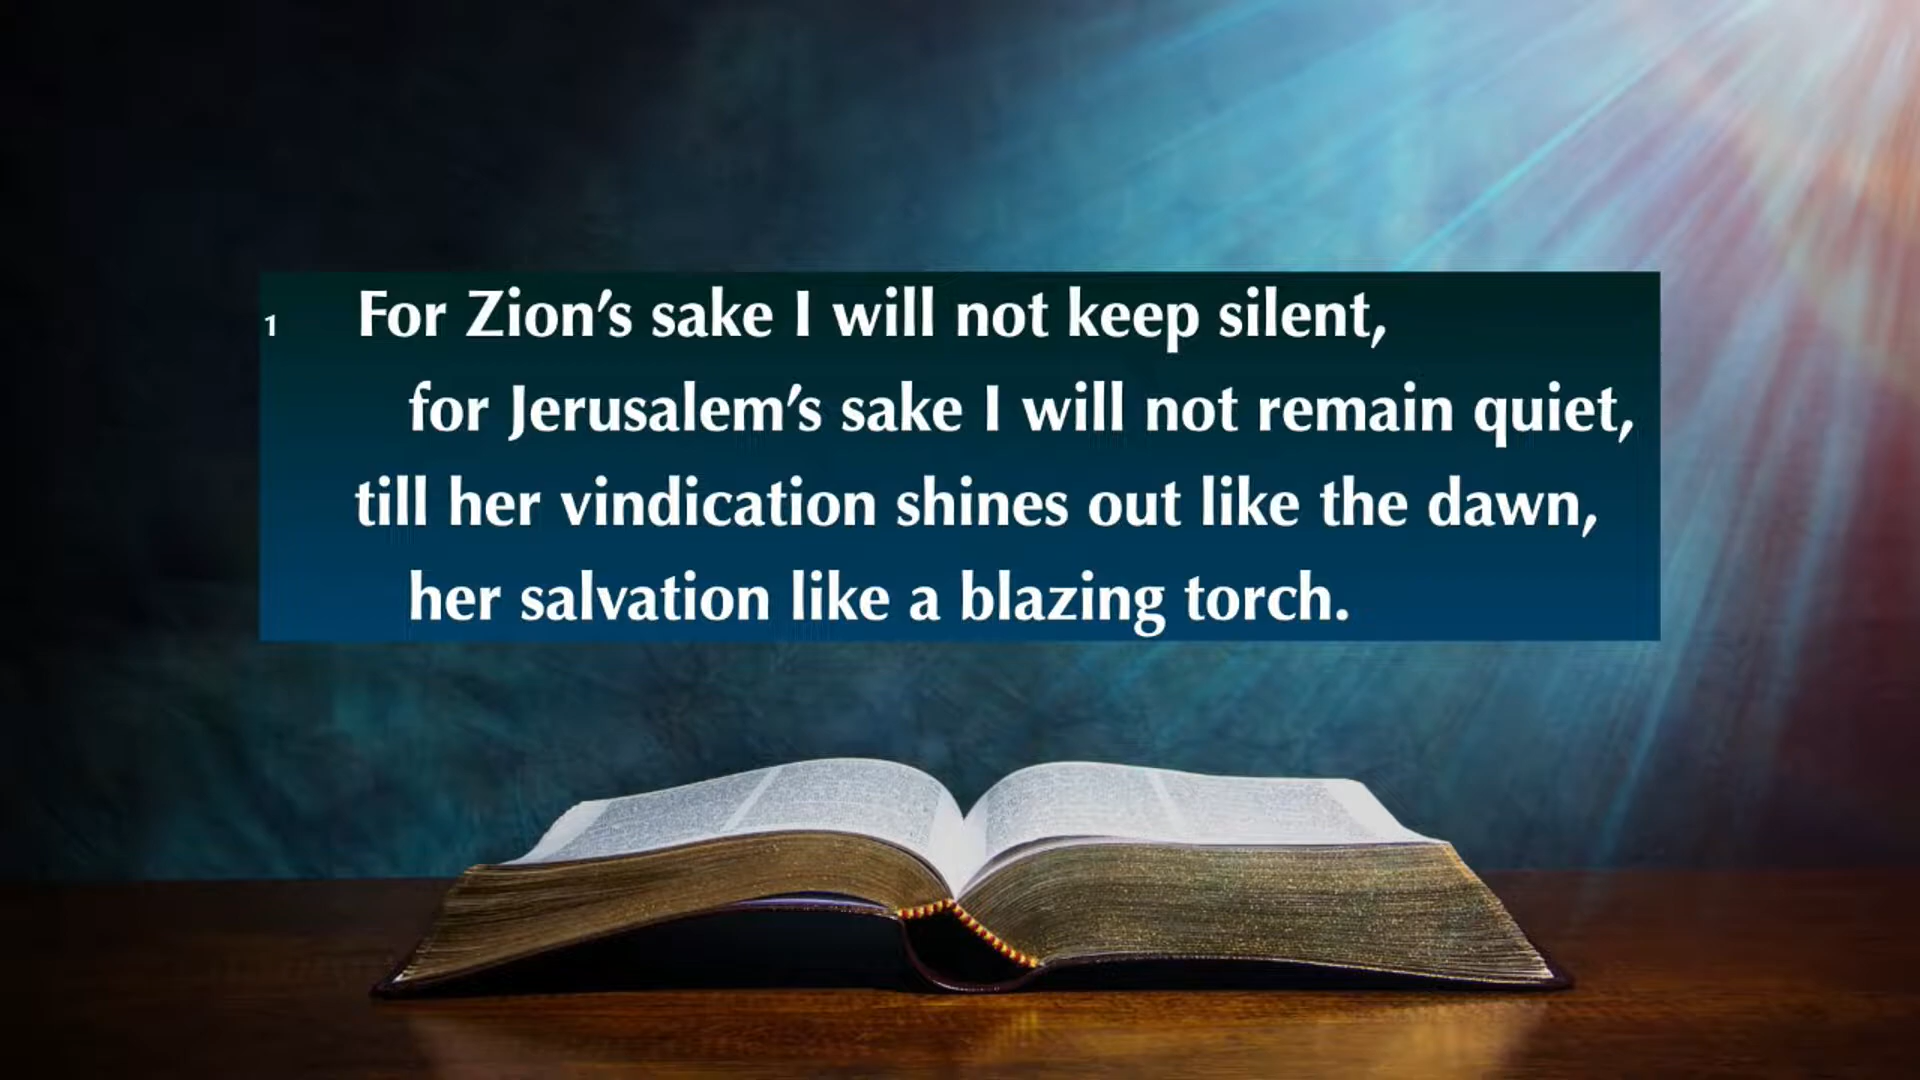 1 For Zion’s sake I will not keep silent,
for Jerusalem’s sake I will not remain quiet,
till her vindication shines out like the dawn,
her salvation like a blazing torch.